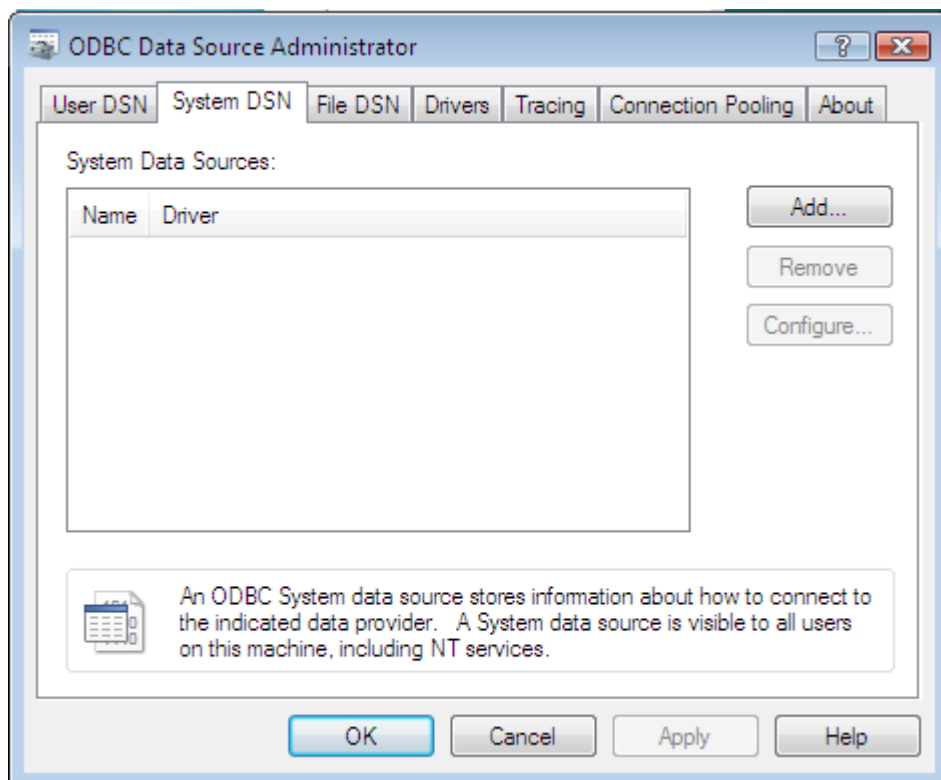 ODBC Data Source Administrator
User DSN System DSN File DSN Drivers Tracing Connection Pooling About
System Data Sources:
Name Driver
Add...
Remove
Configure...
An ODBC System data source stores information about how to connect to
the indicated data provider. A System data source is visible to all users
on this machine, including NT services.
OK Cancel Apply Help